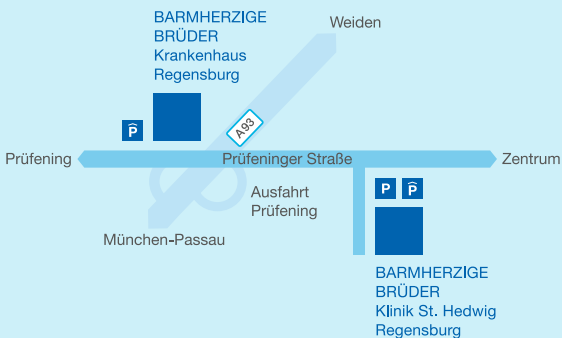 BARMHERZIGE
BRÜDER
Krankenhaus
Regensburg
Weiden
P
A93
Prüfening
Prüfeninger Straße
Zentrum
Ausfahrt
Prüfening
P P
München-Passau
BARMHERZIGE
BRÜDER
Klinik St. Hedwig
Regensburg